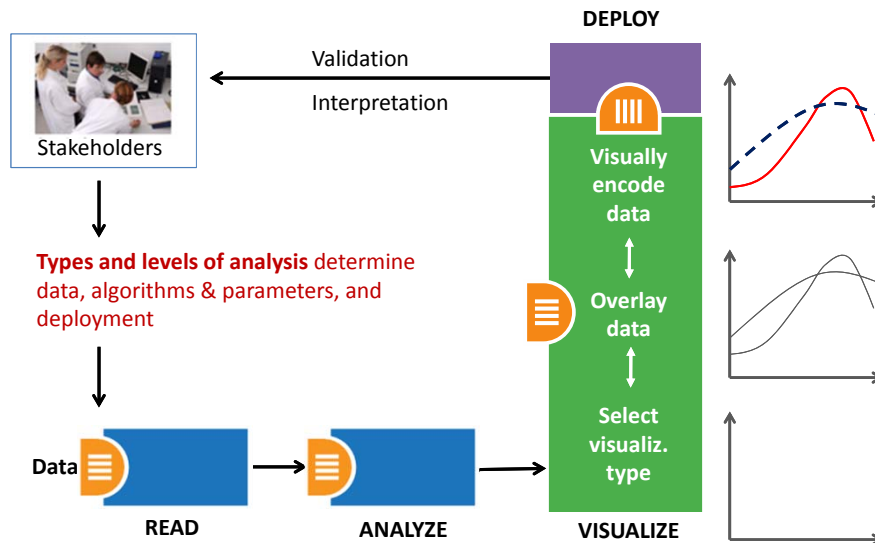 DEPLOY
Validation
Interpretation
Stakeholders
Visually
encode
data
Types and levels of analysis determine
data, algorithms & parameters, and
deployment
Overlay
data
Select
visualiz.
type
Data
READ
ANALYZE
VISUALIZE